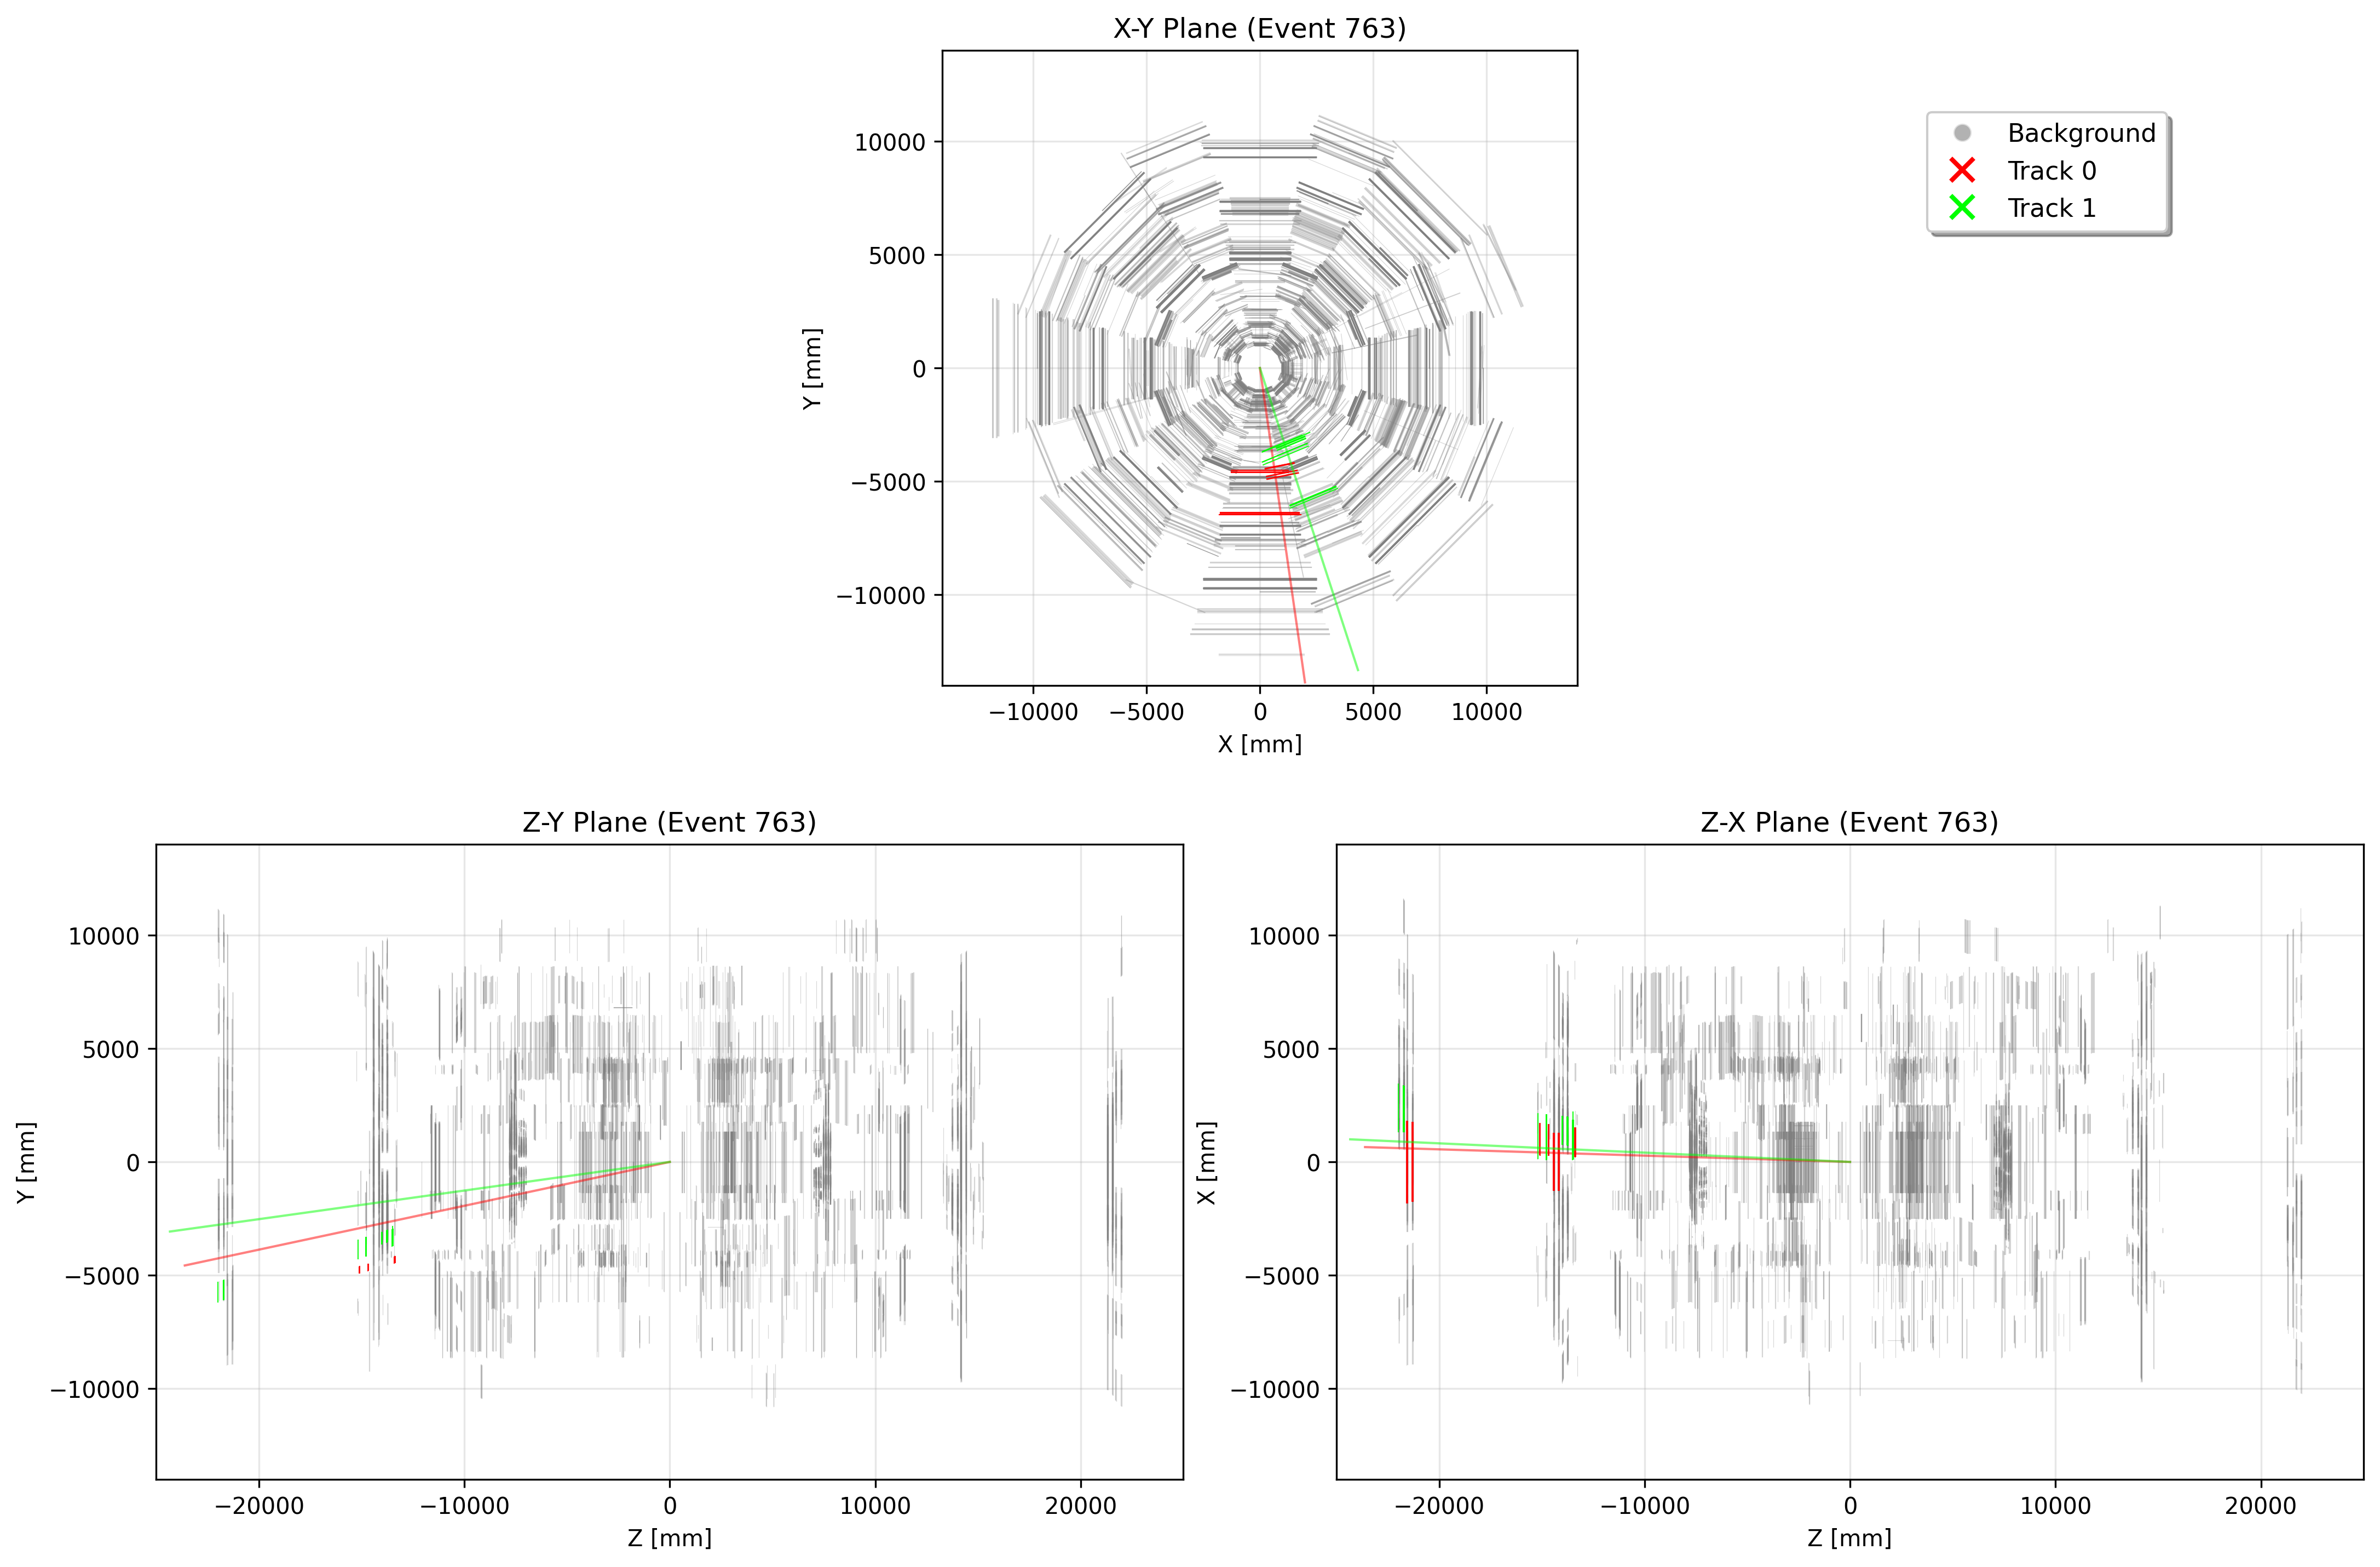 X-Y Plane (Event 763)
10000
5000
0
−5000
−10000
Y [mm]
−10000 −5000 0 5000 10000
X [mm]
Background
Track 0
Track 1
Z-Y Plane (Event 763)
10000
5000
0
−5000
−10000
Y [mm]
−20000 −10000 0 10000 20000
Z [mm]
Z-X Plane (Event 763)
10000
5000
0
−5000
−10000
X [mm]
−20000 −10000 0 10000 20000
Z [mm]